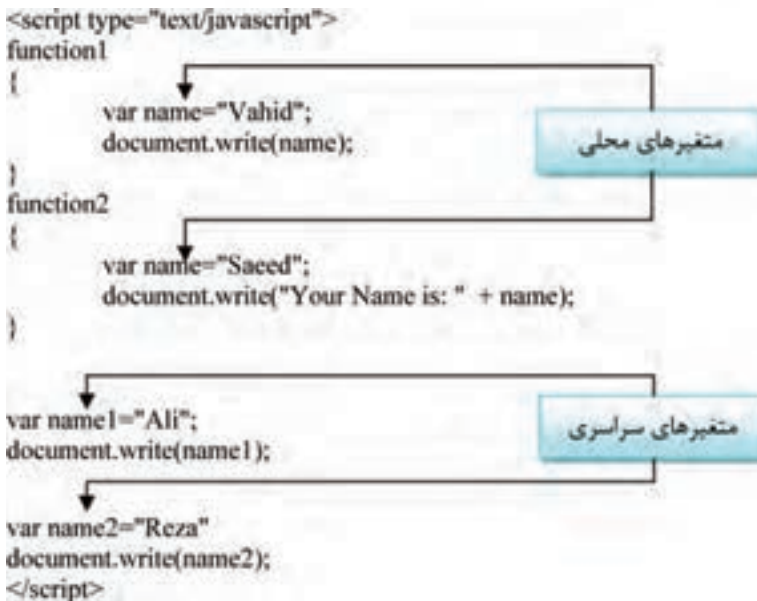 <script type="text/javascript">
function1
{
var name="Vahid";
document.write(name);
}
متغیرهای محلی
function2
{
var name="Saeed";
document.write("Your Name is: " + name);
}
var name1="Ali";
document.write(name1);
متغیرهای سراسری
var name2="Reza"
document.write(name2);
</script>